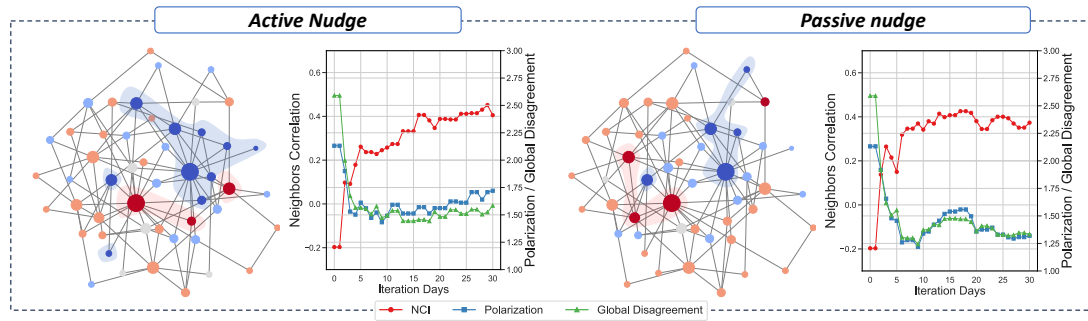 Active Nudge
Passive nudge
Neighbors Correlation
0.6
0.4
0.2
0.0
−0.2
3.00
2.75
2.50
2.25
2.00
1.75
1.50
1.25
1.00
Polarization / Global Disagreement
0 5 10 15 20 25 30
Iteration Days
Neighbors Correlation
0.6
0.4
0.2
0.0
−0.2
3.00
2.75
2.50
2.25
2.00
1.75
1.50
1.25
1.00
Polarization / Global Disagreement
0 5 10 15 20 25 30
Iteration Days
NCI Polarization Global Disagreement